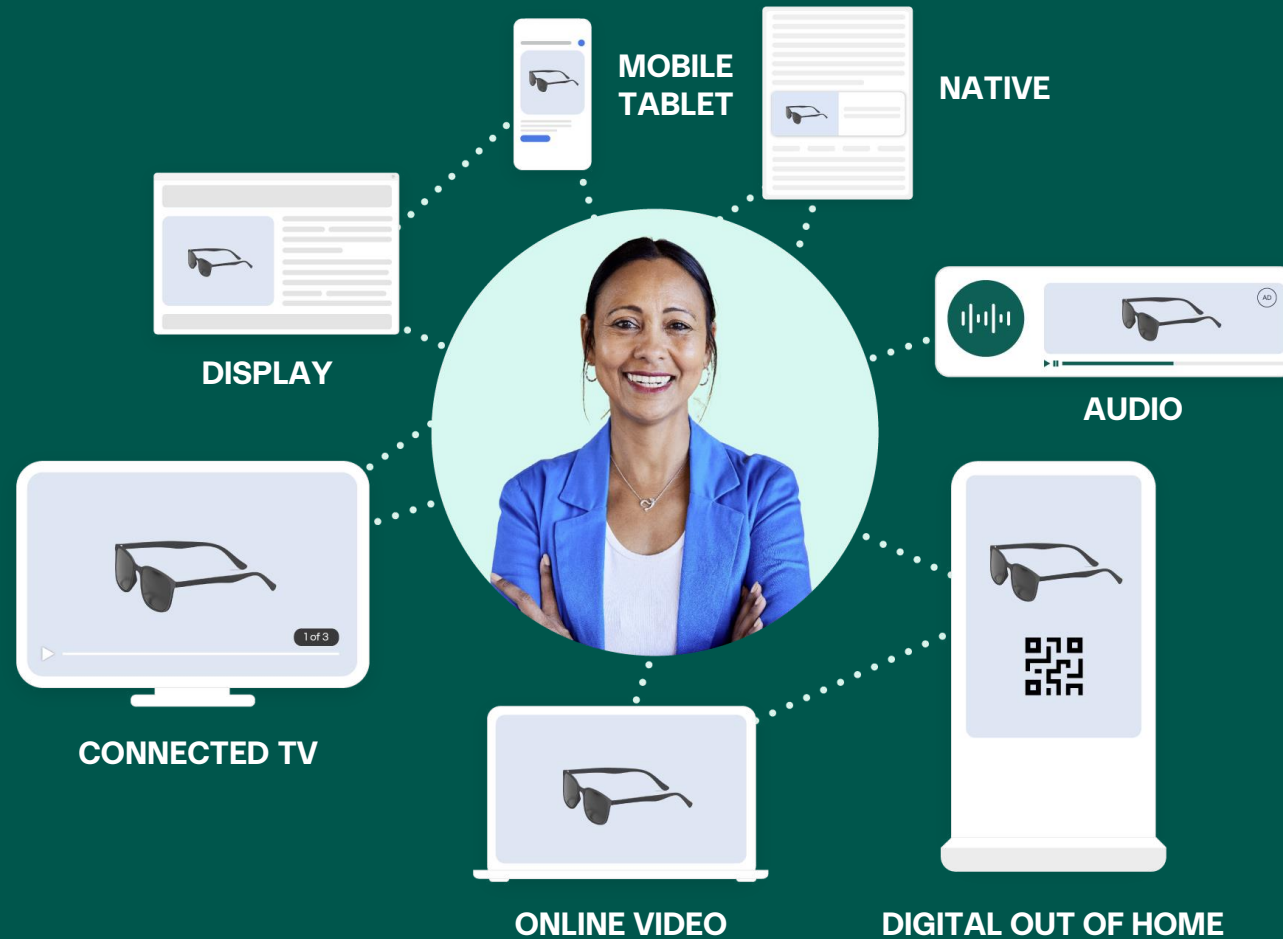 MOBILE
TABLET
NATIVE
DISPLAY
AD
AUDIO
1 of 3
CONNECTED TV
ONLINE VIDEO
DIGITAL OUT OF HOME